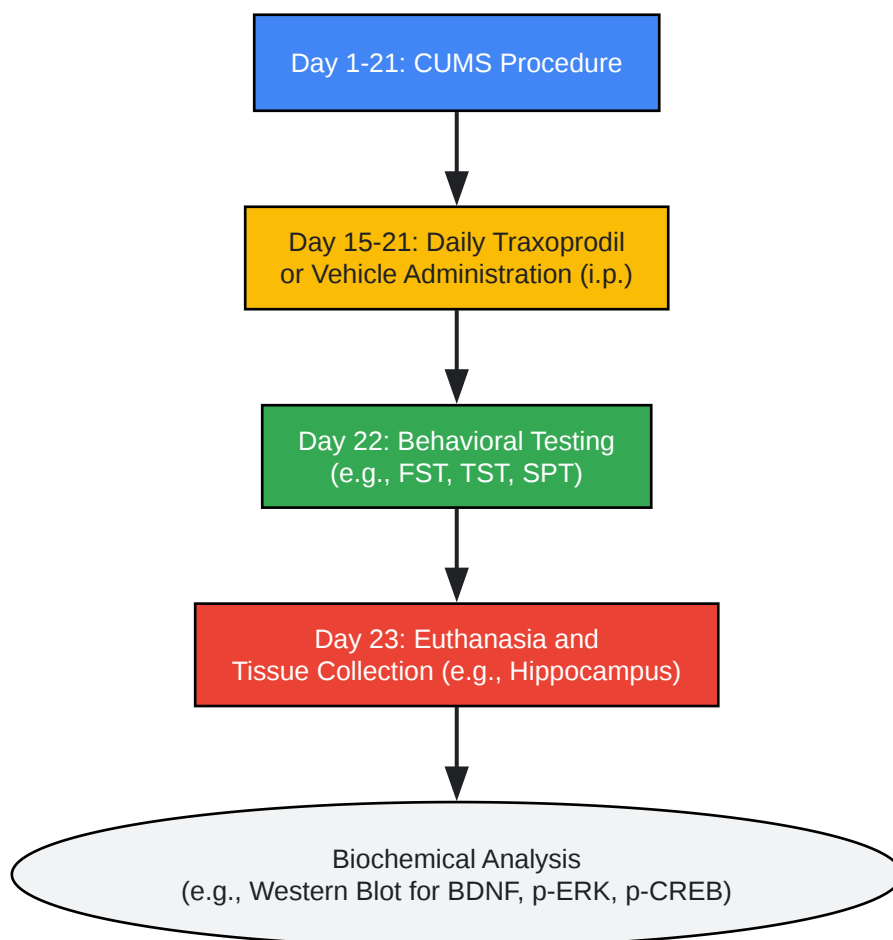 Day 1-21: CUMS Procedure
Day 15-21: Daily Traxoprodil
or Vehicle Administration (i.p.)
Day 22: Behavioral Testing
(e.g., FST, TST, SPT)
Day 23: Euthanasia and
Tissue Collection (e.g., Hippocampus)
Biochemical Analysis
(e.g., Western Blot for BDNF, p-ERK, p-CREB)